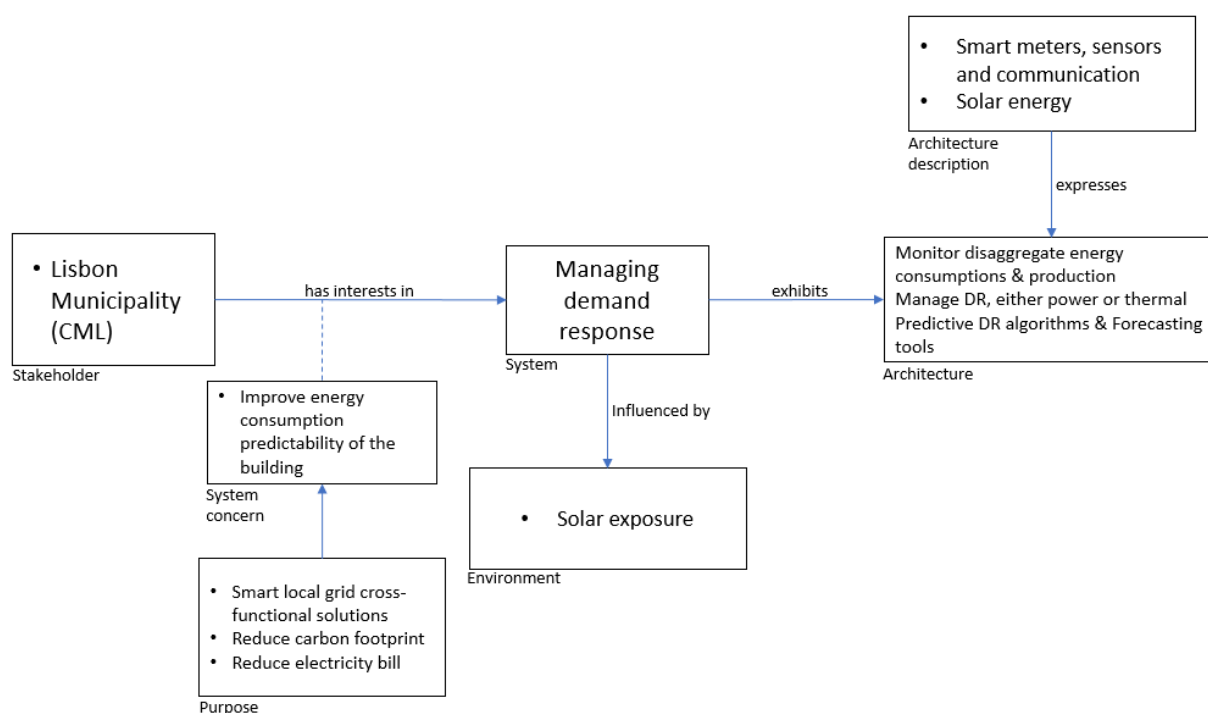 • Smart meters, sensors
and communication
• Solar energy
Architecture
description
expresses
• Lisbon
Municipality
(CML)
Stakeholder
has interests in
Managing
demand
response
System
exhibits
Monitor disaggregate energy
consumptions & production
Manage DR, either power or thermal
Predictive DR algorithms & Forecasting
tools
Architecture
• Improve energy
consumption
predictability of the
building
System
concern
Influenced by
• Solar exposure
Environment
• Smart local grid cross-
functional solutions
• Reduce carbon footprint
• Reduce electricity bill
Purpose